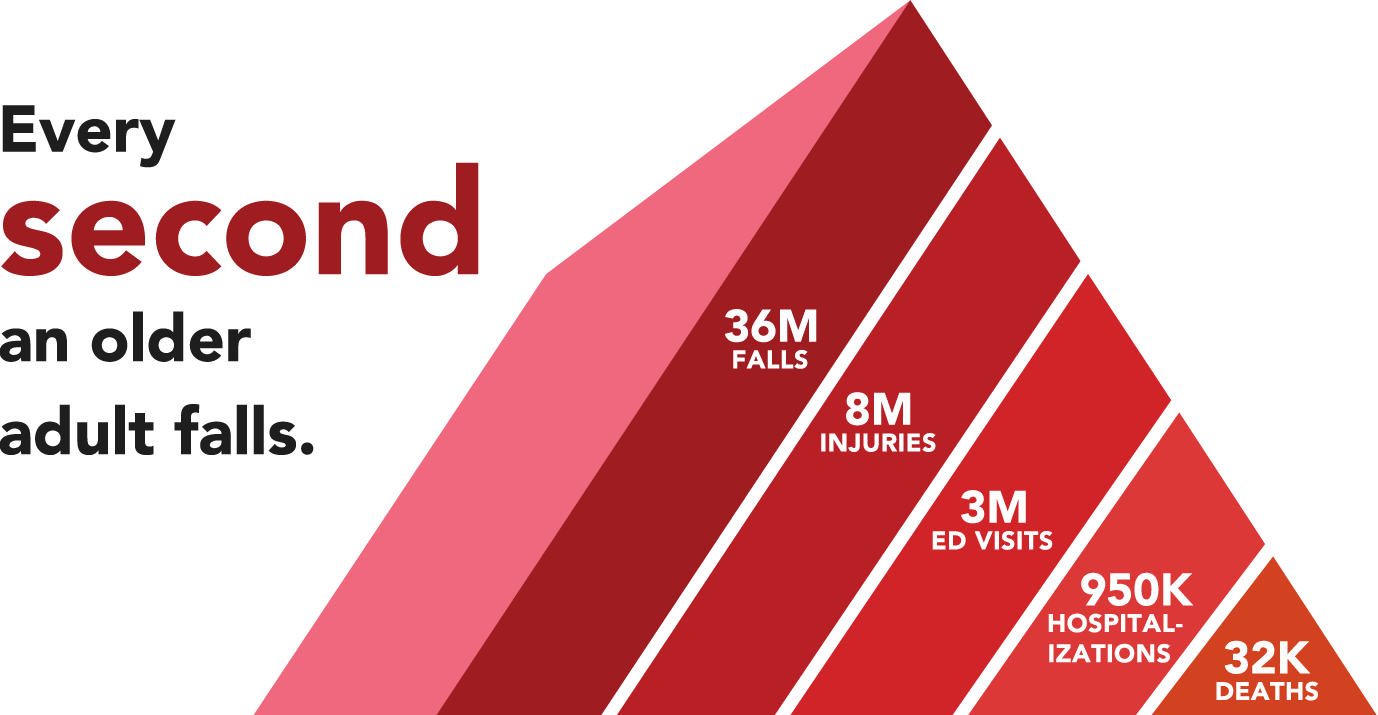 Every
second
an older
adult falls.
36M
FALLS
8M
INJURIES
3M
ED VISITS
950K
HOSPITAL-
IZATIONS
32K
DEATHS